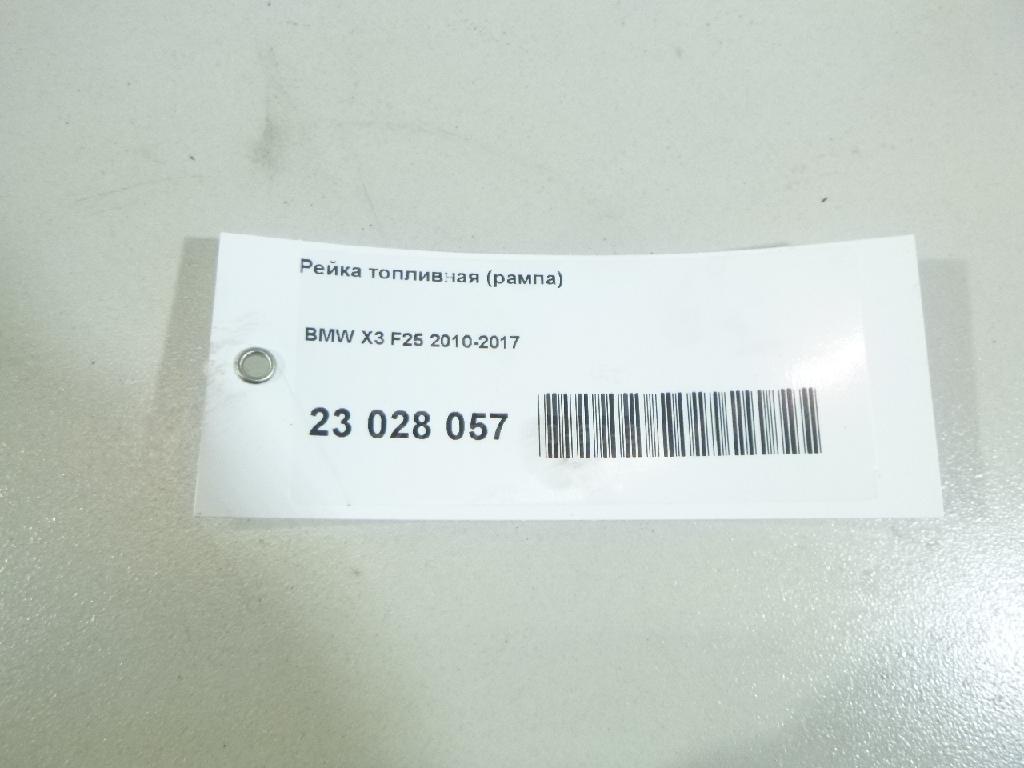 Рейка топливная (рампа)
BMW X3 F25 2010-2017
23 028 057